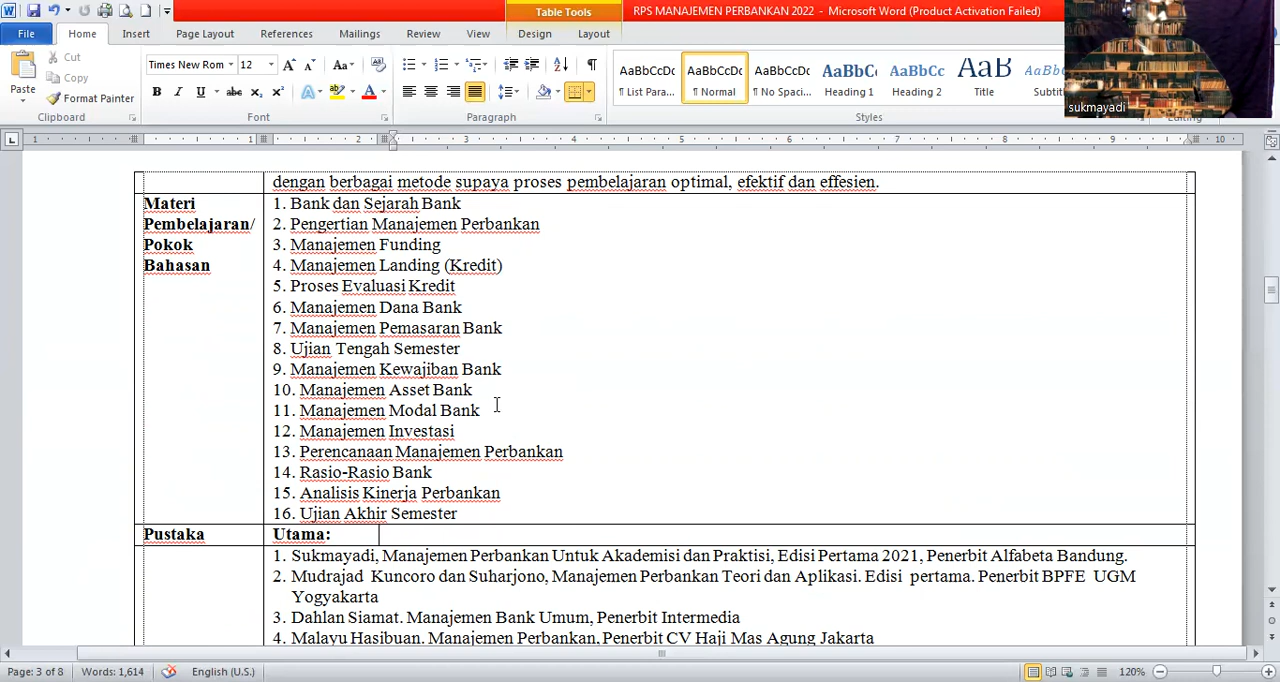 Table Tools
RPS MANAJEMEN PERBANKAN 2022 - Microsoft Word (Product Activation Failed)
File Home Insert Page Layout References Mailings Review View Design Layout
Cut
Copy
Format Painter
Paste
Times New Rom 12
AaBbCcDc AaBbCcDc AaBbCcDc AaBbC AaBbCc AaB
¶ List Para... ¶ Normal ¶ No Spaci... Heading 1 Heading 2 Title Subtit
Clipboard Font Paragraph Styles Editing
sukmayadi
dengan berbagai metode supaya proses pembelajaran optimal, efektif dan effesien.
Materi
Pembelajaran/
Pokok
Bahasan
1. Bank dan Sejarah Bank
2. Pengertian Manajemen Perbankan
3. Manajemen Funding
4. Manajemen Landing (Kredit)
5. Proses Evaluasi Kredit
6. Manajemen Dana Bank
7. Manajemen Pemasaran Bank
8. Ujian Tengah Semester
9. Manajemen Kewajiban Bank
10. Manajemen Asset Bank
11. Manajemen Modal Bank
12. Manajemen Investasi
13. Perencanaan Manajemen Perbankan
14. Rasio-Rasio Bank
15. Analisis Kinerja Perbankan
16. Ujian Akhir Semester
Pustaka Utama:
1. Sukmayadi, Manajemen Perbankan Untuk Akademisi dan Praktisi, Edisi Pertama 2021, Penerbit Alfabeta Bandung.
2. Mudrajad Kuncoro dan Suharjono, Manajemen Perbankan Teori dan Aplikasi. Edisi pertama. Penerbit BPFE UGM
Yogyakarta
3. Dahlan Siamat. Manajemen Bank Umum, Penerbit Intermedia
4. Malayu Hasibuan. Manajemen Perbankan, Penerbit CV Haji Mas Agung Jakarta
Page: 3 of 8 Words: 1,614 English (U.S.) 120%